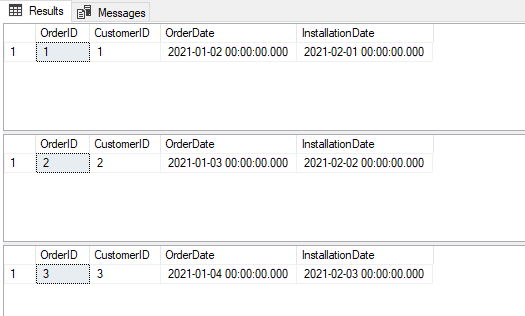 Results Messages
OrderID CustomerID OrderDate InstallationDate
1 1 1 2021-01-02 00:00:00.000 2021-02-01 00:00:00.000
OrderID CustomerID OrderDate InstallationDate
1 2 2 2021-01-03 00:00:00.000 2021-02-02 00:00:00.000
OrderID CustomerID OrderDate InstallationDate
1 3 3 2021-01-04 00:00:00.000 2021-02-03 00:00:00.000